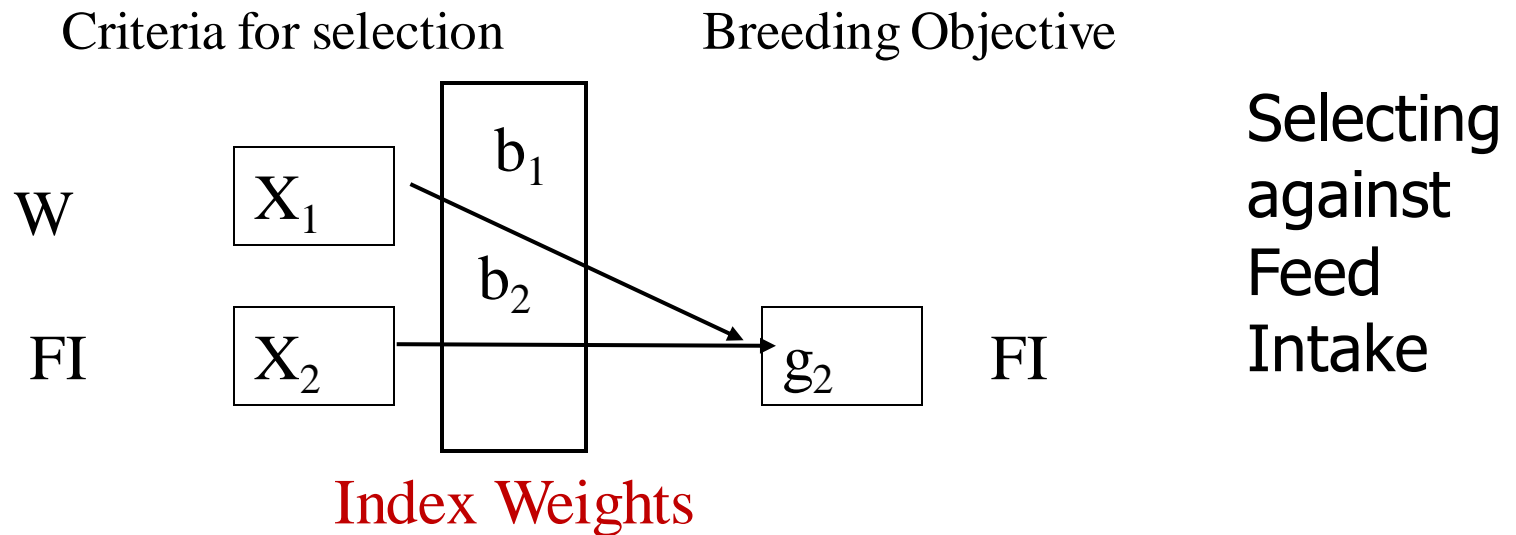 Criteria for selection
Breeding Objective
Selecting
against
Feed
Intake
b₁
W
X₁
b₂
FI
X₂
g₂
FI
Index Weights